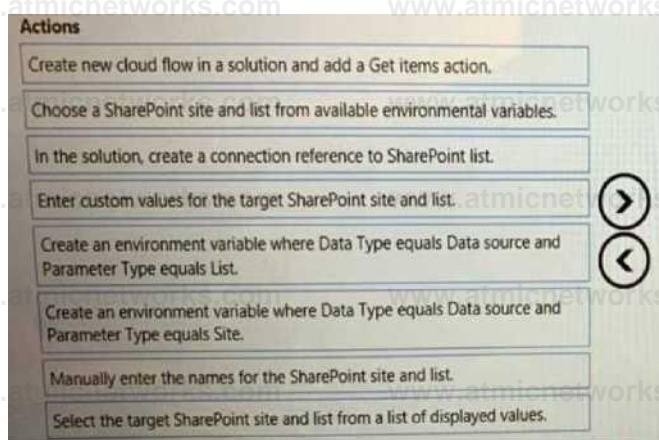 .atmicnetworks.com www.atmicnetworks
Actions
Create new cloud flow in a solution and add a Get items action.
Choose a SharePoint site and list from available environmental variables.
In the solution, create a connection reference to SharePoint list.
Enter custom values for the target SharePoint site and list.
Create an environment variable where Data Type equals Data source and
Parameter Type equals List.
Create an environment variable where Data Type equals Data source and
Parameter Type equals Site.
Manually enter the names for the SharePoint site and list.
Select the target SharePoint site and list from a list of displayed values.